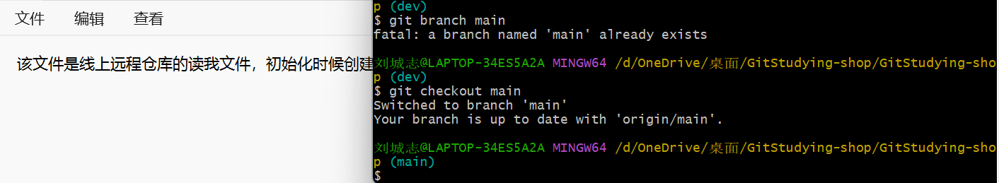 文件 编辑 查看
该文件是线上远程仓库的读我文件，初始化时候创建
p (dev)
$ git branch main
fatal: a branch named 'main' already exists
刘城志@LAPTOP-34ES5A2A MINGW64 /d/OneDrive/桌面/GitStudying-shop/GitStudying-sho
p (dev)
$ git checkout main
Switched to branch 'main'
Your branch is up to date with 'origin/main'.
刘城志@LAPTOP-34ES5A2A MINGW64 /d/OneDrive/桌面/GitStudying-shop/GitStudying-sho
p (main)
$